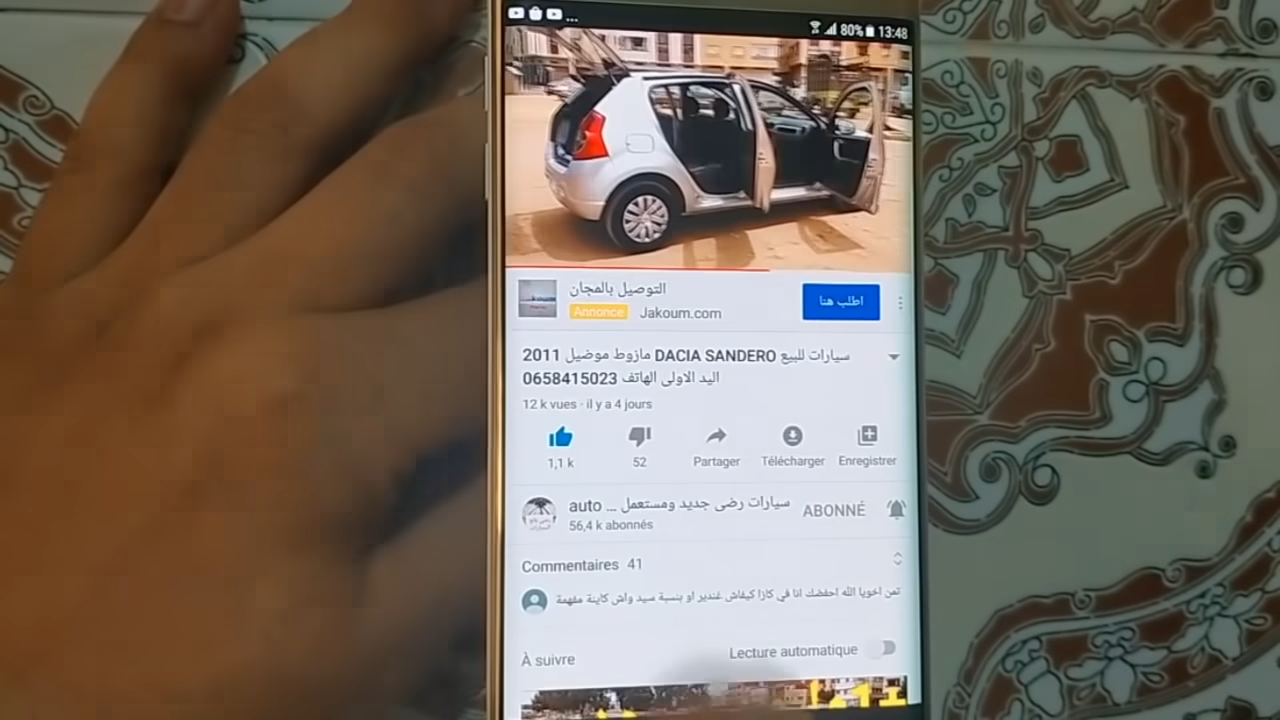 80% 13:48
التوصيل بالمجان
Annonce Jakoum.com
اطلب هنا
سيارات للبيع DACIA SANDERO مازوط موضيل 2011
اليد الاولى الهاتف 0658415023
12 k vues · il y a 4 jours
1,1 k 52 Partager Télécharger Enregistrer
سيارات رضى جديد ومستعمل ... auto
ABONNÉ
56,4 k abonnés
Commentaires 41
تمن اخويا الله احفضك انا في كازا كيفاش غندير او بنسبة سيد واش كاينة مفهمة
À suivre
Lecture automatique